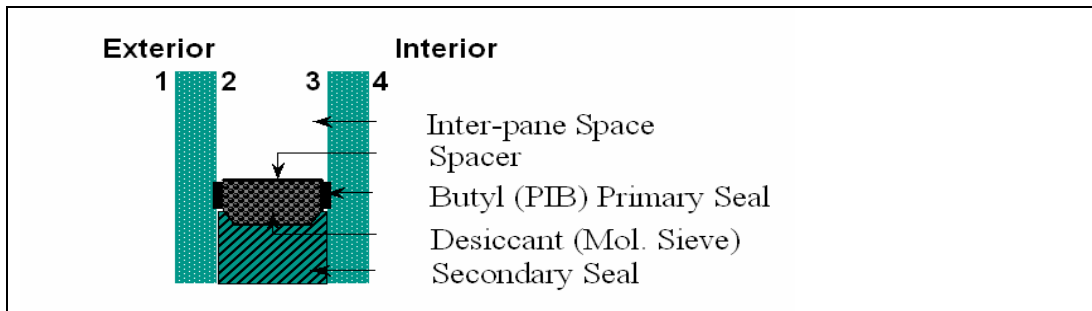 Exterior Interior
1 2 3 4
Inter-pane Space
Spacer
Butyl (PIB) Primary Seal
Desiccant (Mol. Sieve)
Secondary Seal